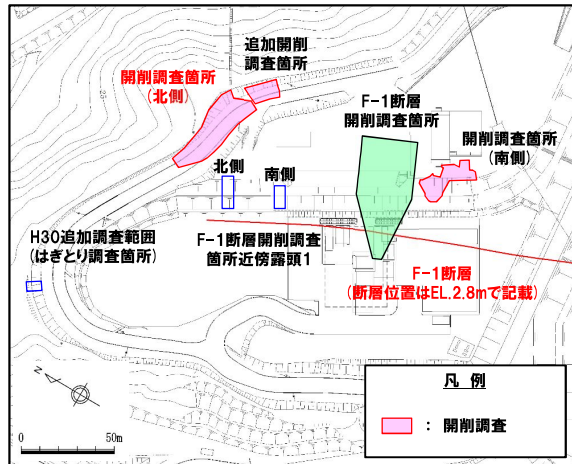 追加開削
調査箇所
開削調査箇所
(北側)
F-1断層
開削調査箇所
開削調査箇所
(南側)
北側
南側
H30追加調査範囲
(はぎとり調査箇所)
F-1断層開削調査
箇所近傍露頭1
F-1断層
(断層位置はEL.2.8mで記載)
N
0 50m
凡 例
: 開削調査